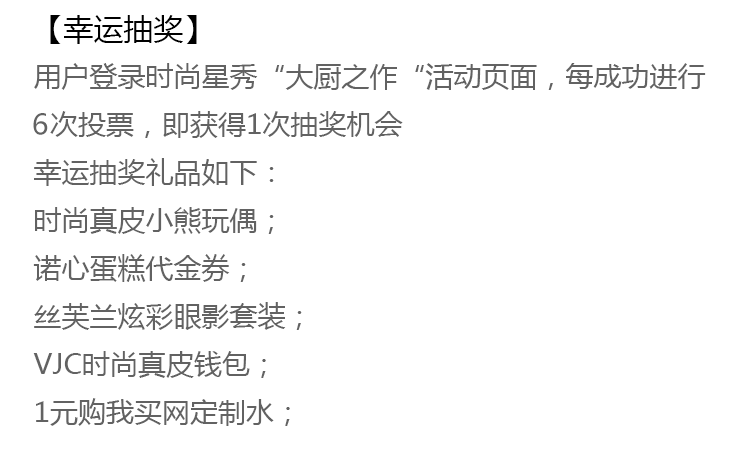 【幸运抽奖】
用户登录时尚星秀“大厨之作“活动页面，每成功进行
6次投票，即获得1次抽奖机会
幸运抽奖礼品如下：
时尚真皮小熊玩偶；
诺心蛋糕代金券；
丝芙兰炫彩眼影套装；
VJC时尚真皮钱包；
1元购我买网定制水；